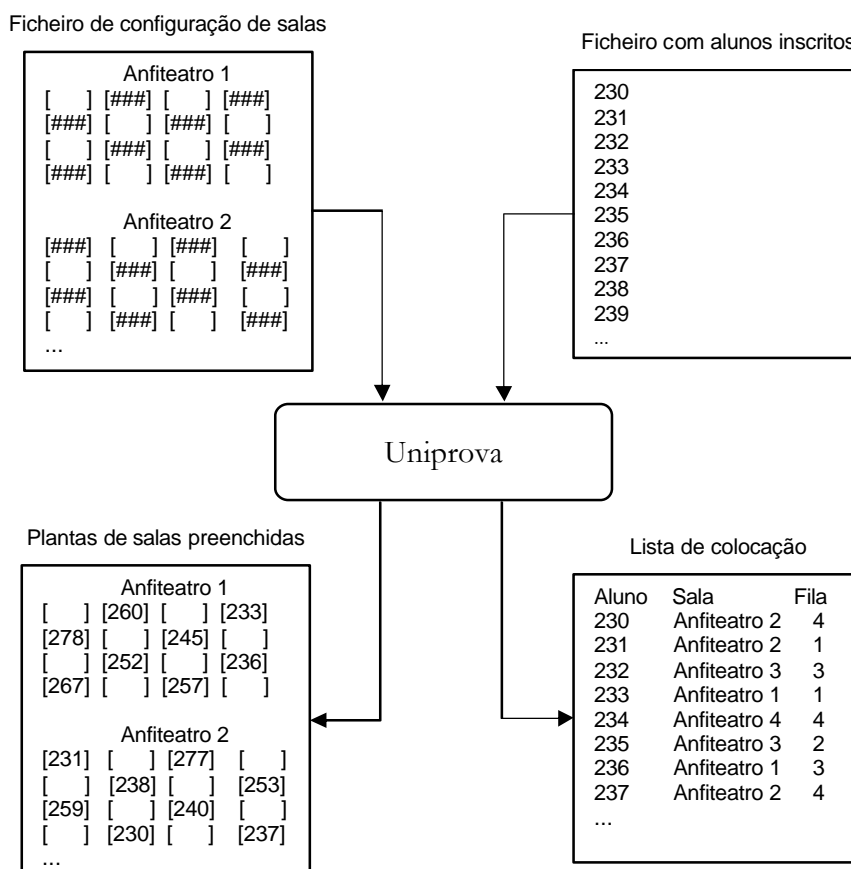 Ficheiro de configuração de salas
Anfiteatro 1
[ ] [###] [ ] [###]
[###] [ ] [###] [ ]
[ ] [###] [ ] [###]
[###] [ ] [###] [ ]
Anfiteatro 2
[###] [ ] [###] [ ]
[ ] [###] [ ] [###]
[###] [ ] [###] [ ]
[ ] [###] [ ] [###]
...
Ficheiro com alunos inscritos
230
231
232
233
234
235
236
237
238
239
...
Uniprova
Plantas de salas preenchidas
Anfiteatro 1
[ ] [260] [ ] [233]
[278] [ ] [245] [ ]
[ ] [252] [ ] [236]
[267] [ ] [257] [ ]
Anfiteatro 2
[231] [ ] [277] [ ]
[ ] [238] [ ] [253]
[259] [ ] [240] [ ]
[ ] [230] [ ] [237]
...
Lista de colocação
Aluno Sala Fila
230 Anfiteatro 2 4
231 Anfiteatro 2 1
232 Anfiteatro 3 3
233 Anfiteatro 1 1
234 Anfiteatro 4 4
235 Anfiteatro 3 2
236 Anfiteatro 1 3
237 Anfiteatro 2 4
...